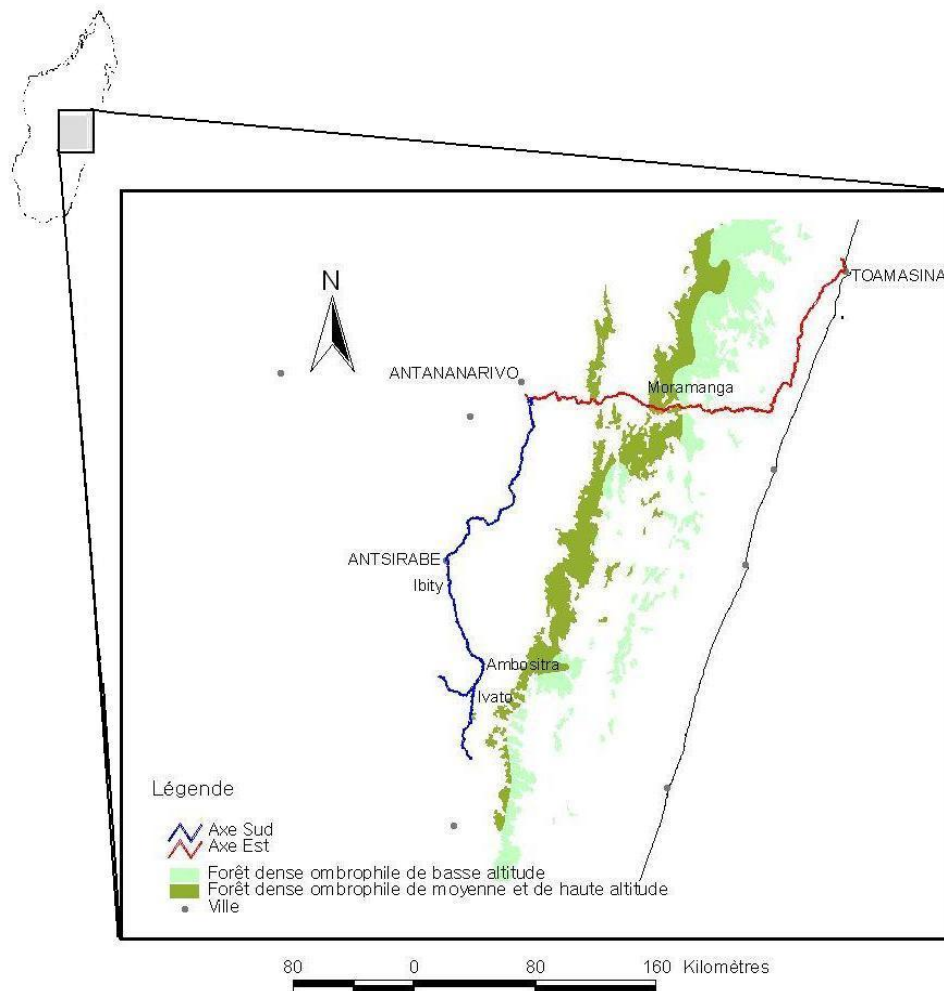 N
TOAMASINA
ANTANANARIVO
Moramanga
ANTSIRABE
Ibity
Ambositra
Ivato
Légende
Axe Sud
Axe Est
Forêt dense ombrophile de basse altitude
Forêt dense ombrophile de moyenne et de haute altitude
Ville
80 0 80 160 Kilomètres